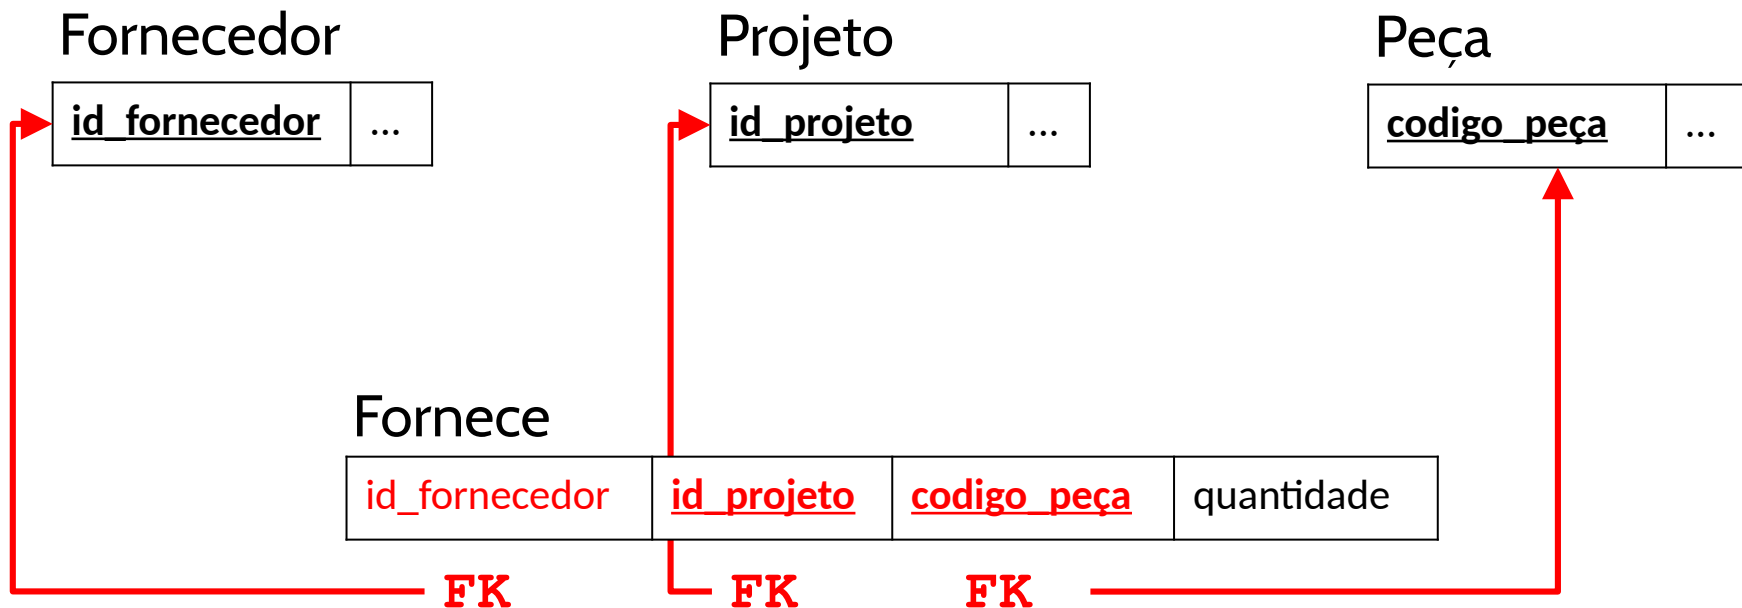 Fornecedor
Projeto
Peça
id_fornecedor ...
id_projeto ...
codigo_peça ...
Fornece
id_fornecedor id_projeto codigo_peça quantidade
FK FK FK